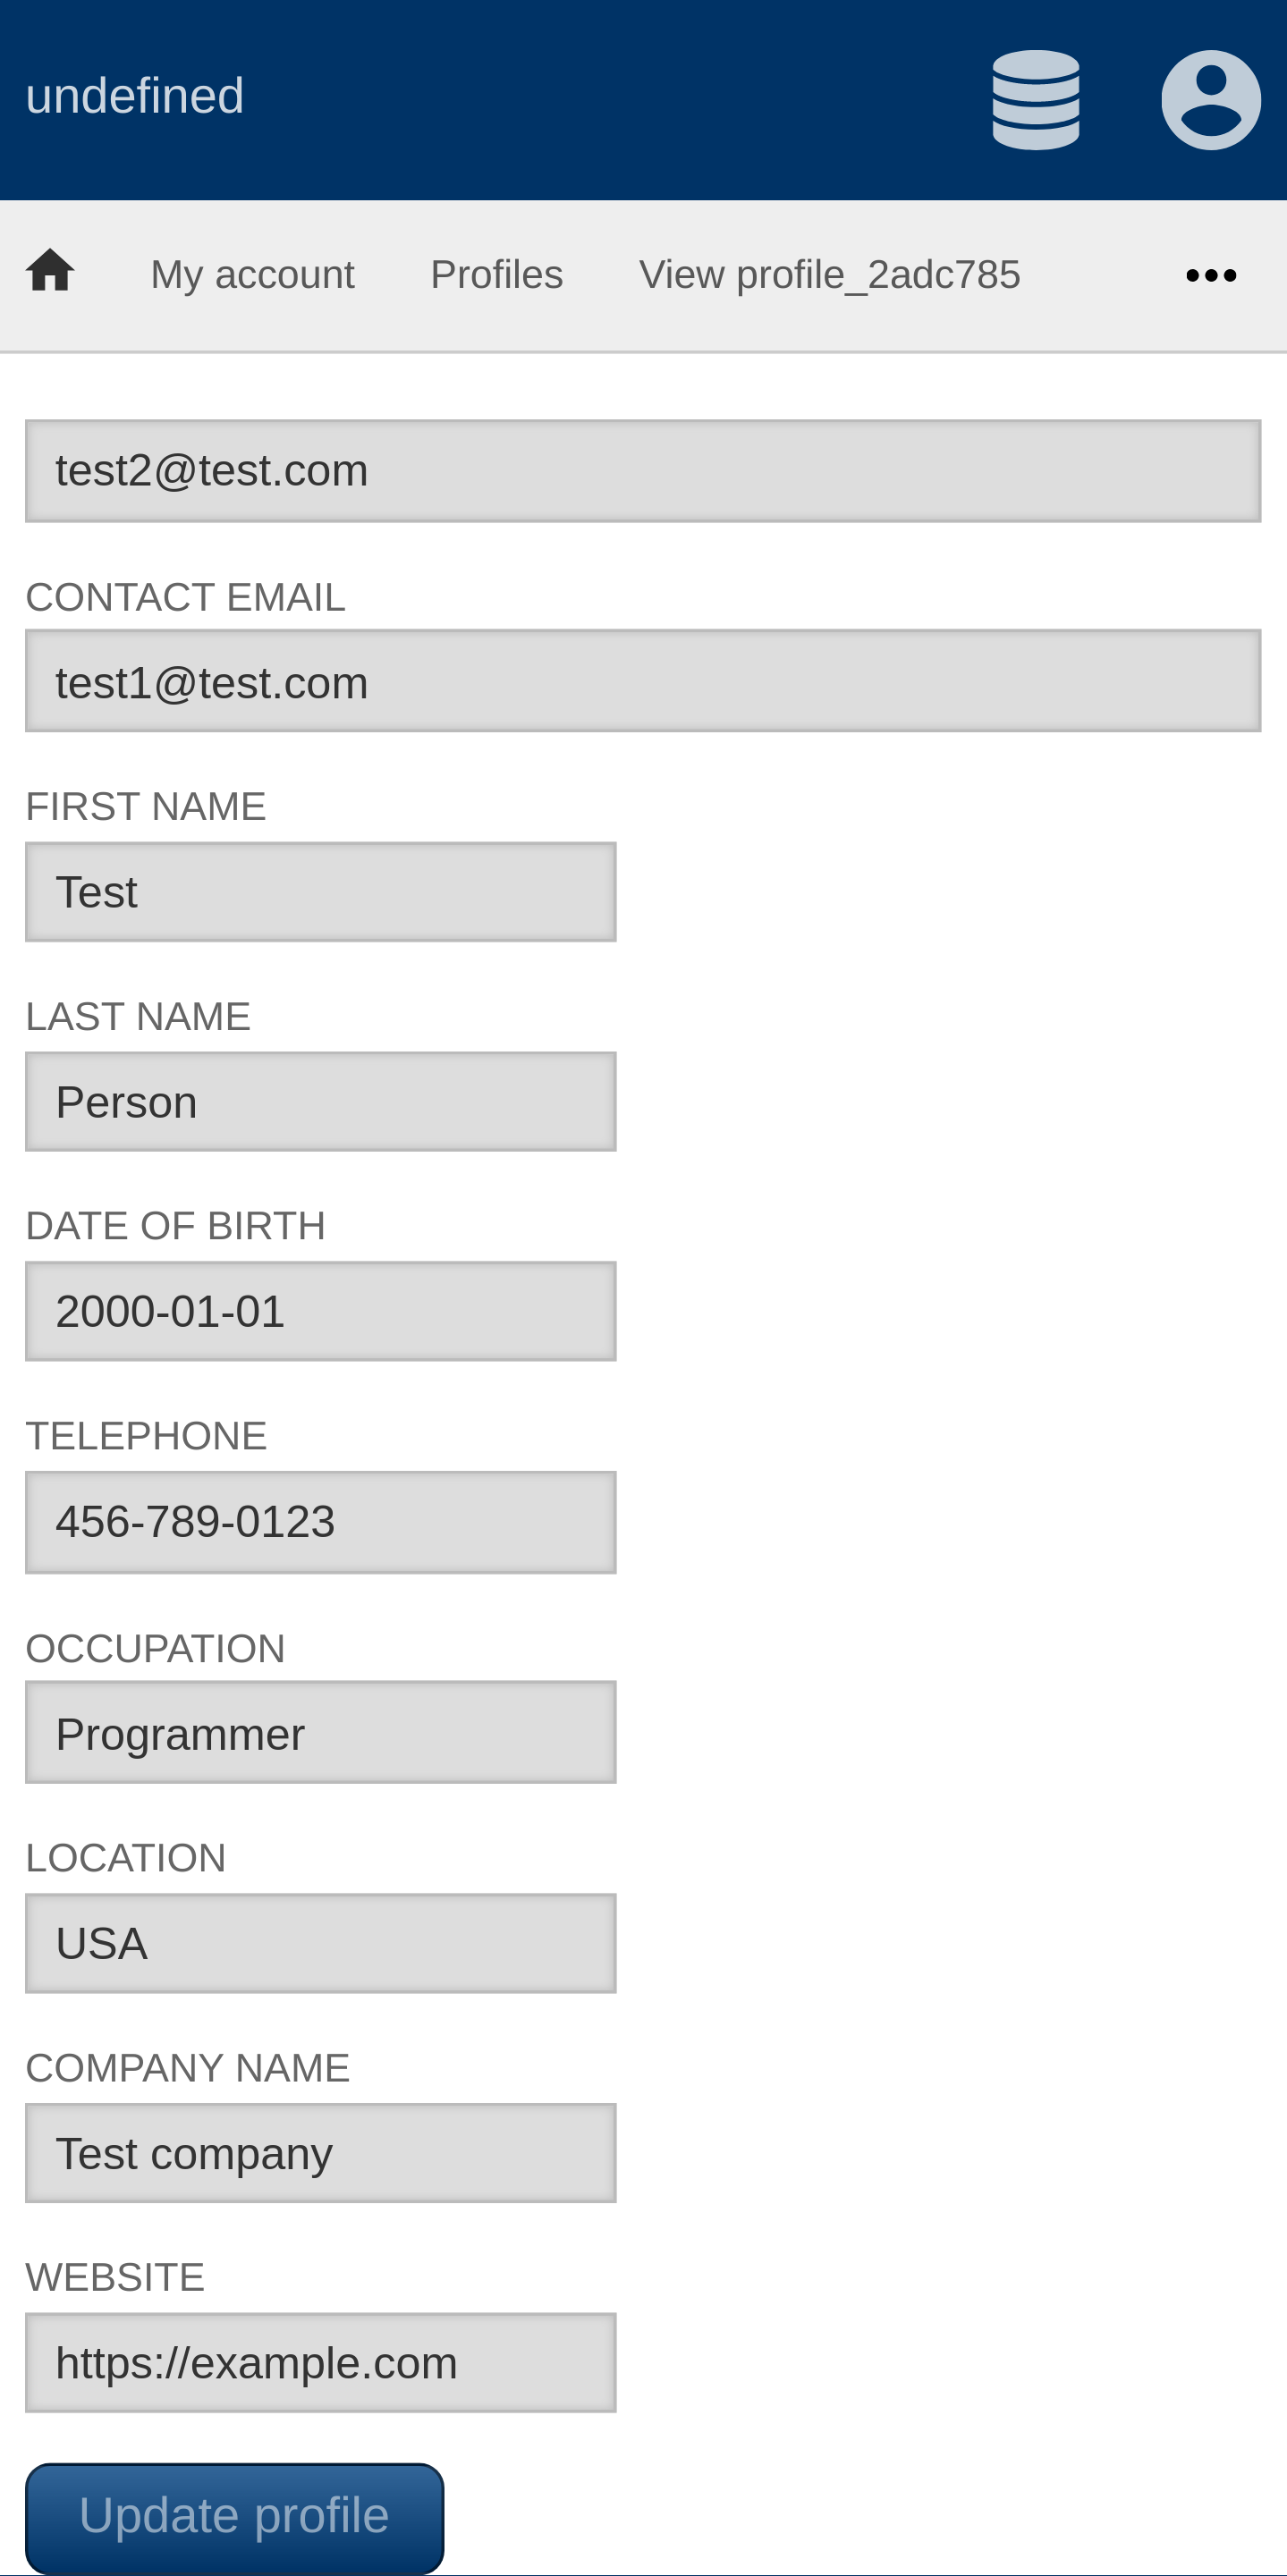 undefined
My account Profiles View profile_2adc785
test2@test.com
CONTACT EMAIL
test1@test.com
FIRST NAME
Test
LAST NAME
Person
DATE OF BIRTH
2000-01-01
TELEPHONE
456-789-0123
OCCUPATION
Programmer
LOCATION
USA
COMPANY NAME
Test company
WEBSITE
https://example.com
Update profile